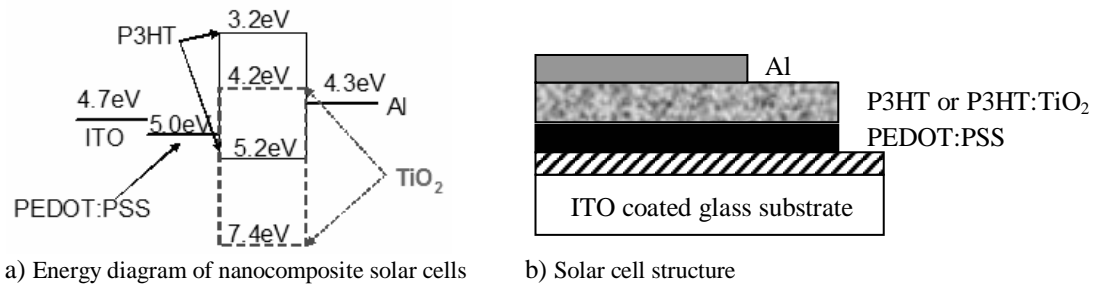 P3HT
3.2eV
4.2eV
4.3eV
Al
4.7eV
ITO
5.0eV
5.2eV
TiO₂
PEDOT:PSS
7.4eV
a) Energy diagram of nanocomposite solar cells
Al
P3HT or P3HT:TiO₂
PEDOT:PSS
ITO coated glass substrate
b) Solar cell structure